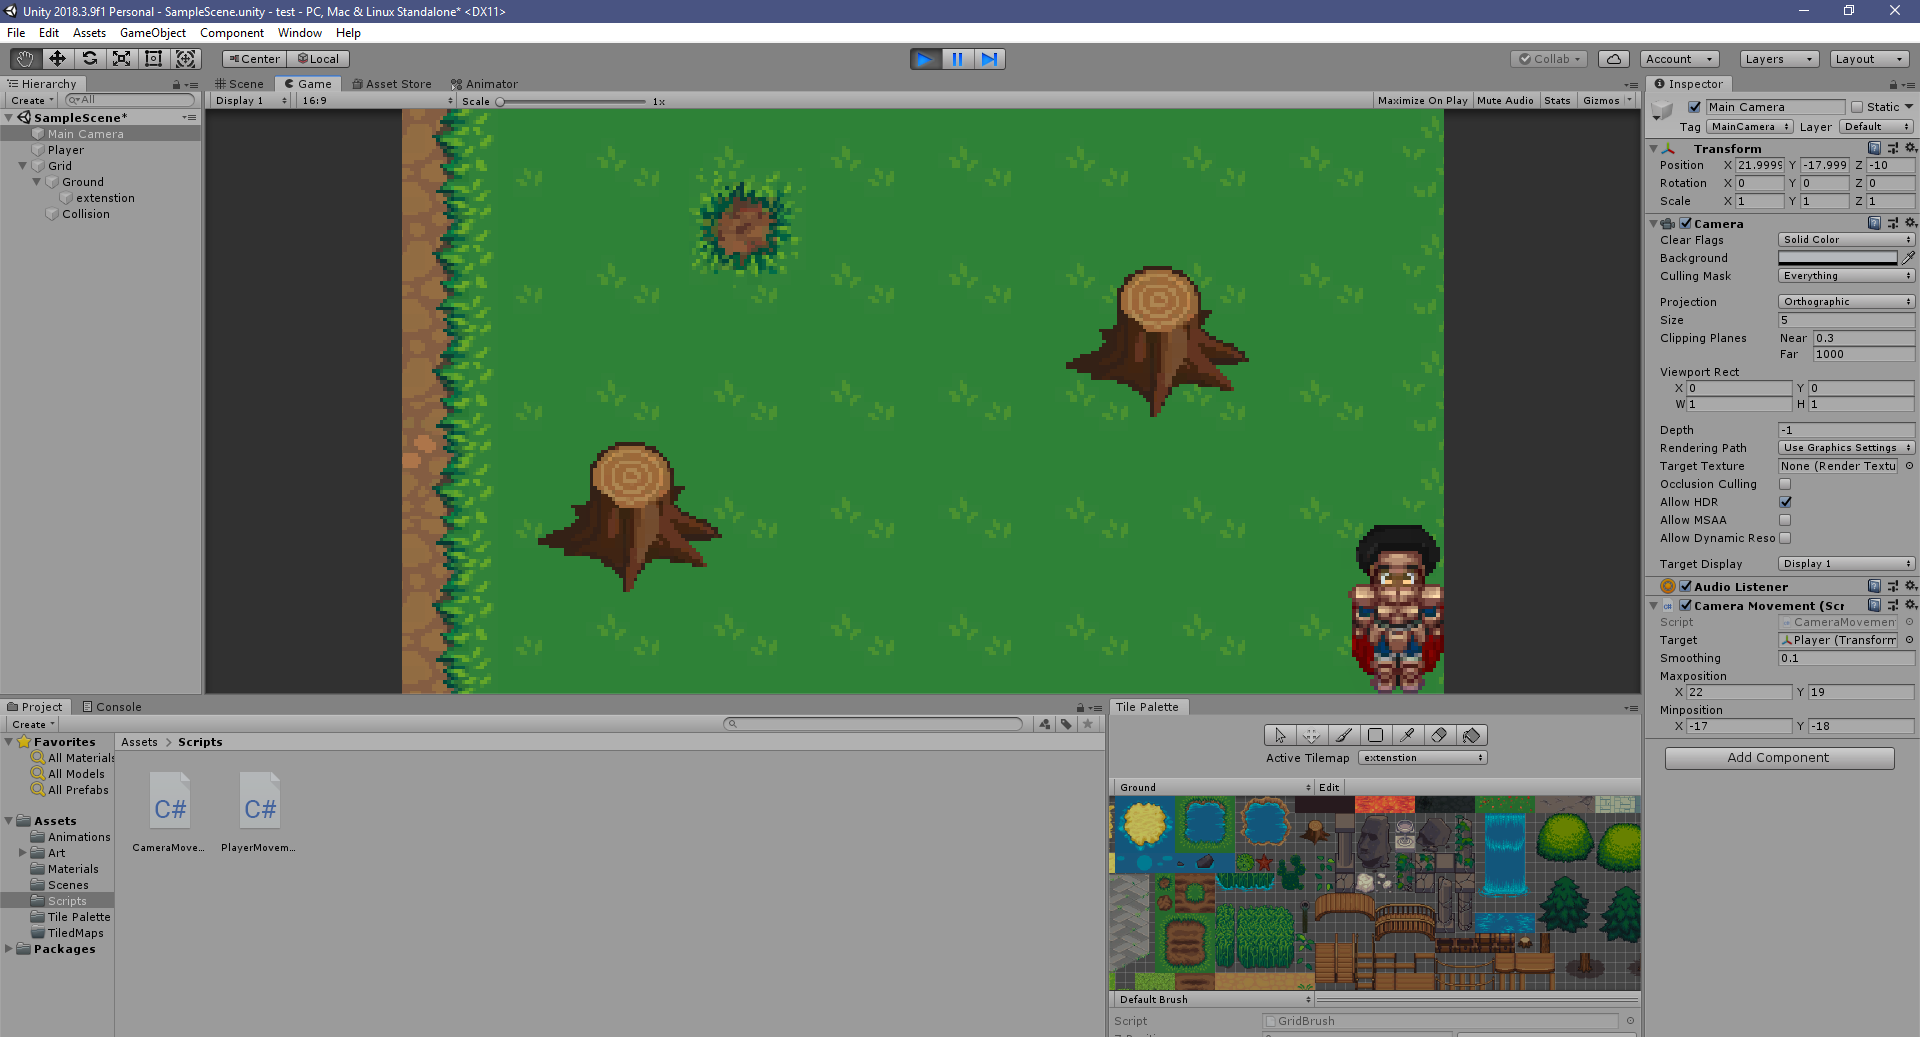 Unity 2018.3.9f1 Personal - SampleScene.unity - test - PC, Mac & Linux Standalone* <DX11>
File Edit Assets GameObject Component Window Help
Center Local Collab Account Layers Layout
Hierarchy
Create All
SampleScene*
Main Camera
Player
Grid
Ground
extenstion
Collision
Scene Game Asset Store Animator
Display 1 16:9 Scale 1x Maximize On Play Mute Audio Stats Gizmos
Inspector
Main Camera Static
Tag MainCamera Layer Default
Transform
Position X 21.9999 Y -17.999 Z -10
Rotation X 0 Y 0 Z 0
Scale X 1 Y 1 Z 1
Camera
Clear Flags Solid Color
Background
Culling Mask Everything
Projection Orthographic
Size 5
Clipping Planes Near 0.3
Far 1000
Viewport Rect
X 0 Y 0
W 1 H 1
Depth -1
Rendering Path Use Graphics Settings
Target Texture None (Render Textu
Occlusion Culling
Allow HDR
Allow MSAA
Allow Dynamic Reso
Target Display Display 1
Audio Listener
Camera Movement (Scr
Script CameraMovemen
Target Player (Transform
Smoothing 0.1
Maxposition
X 22 Y 19
Minposition
X -17 Y -18
Add Component
Project Console
Create
Favorites
All Materials
All Models
All Prefabs
Assets
Animations
Art
Materials
Scenes
Scripts
Tile Palette
TiledMaps
Packages
Assets > Scripts
C# C#
CameraMove... PlayerMovem...
Tile Palette
Active Tilemap extenstion
Ground Edit
Default Brush
Script GridBrush